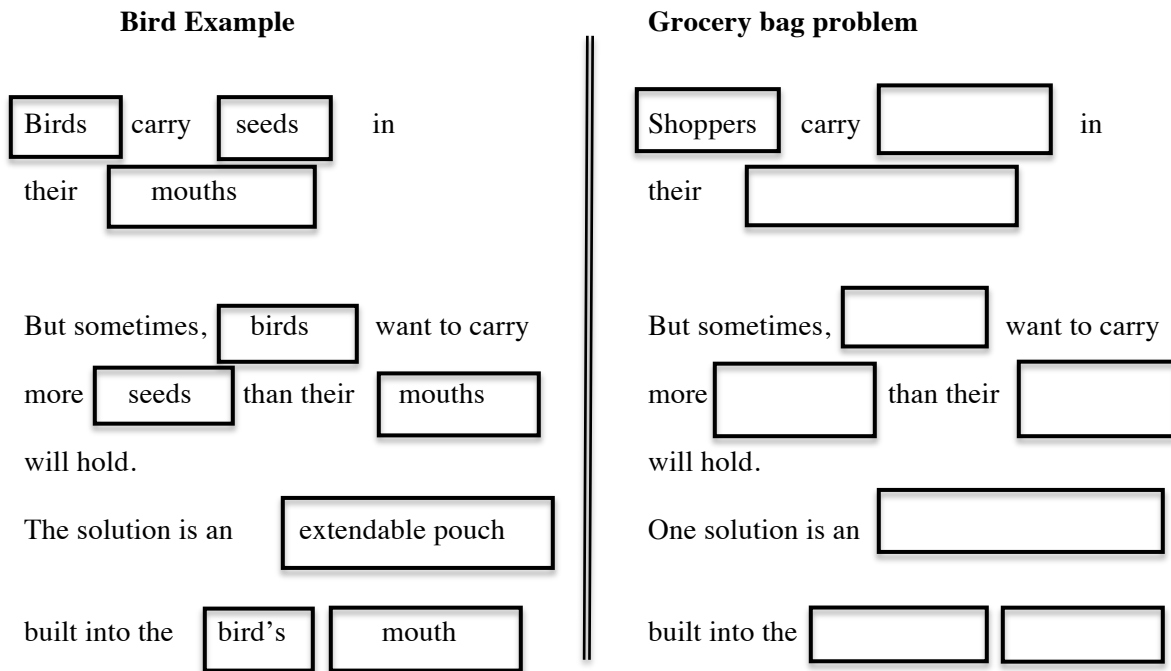 Bird Example
Birds carry seeds in
their mouths
But sometimes, birds want to carry
more seeds than their mouths
will hold.
The solution is an extendable pouch
built into the bird's mouth
Grocery bag problem
Shoppers carry in
their
But sometimes, want to carry
more than their
will hold.
One solution is an
built into the